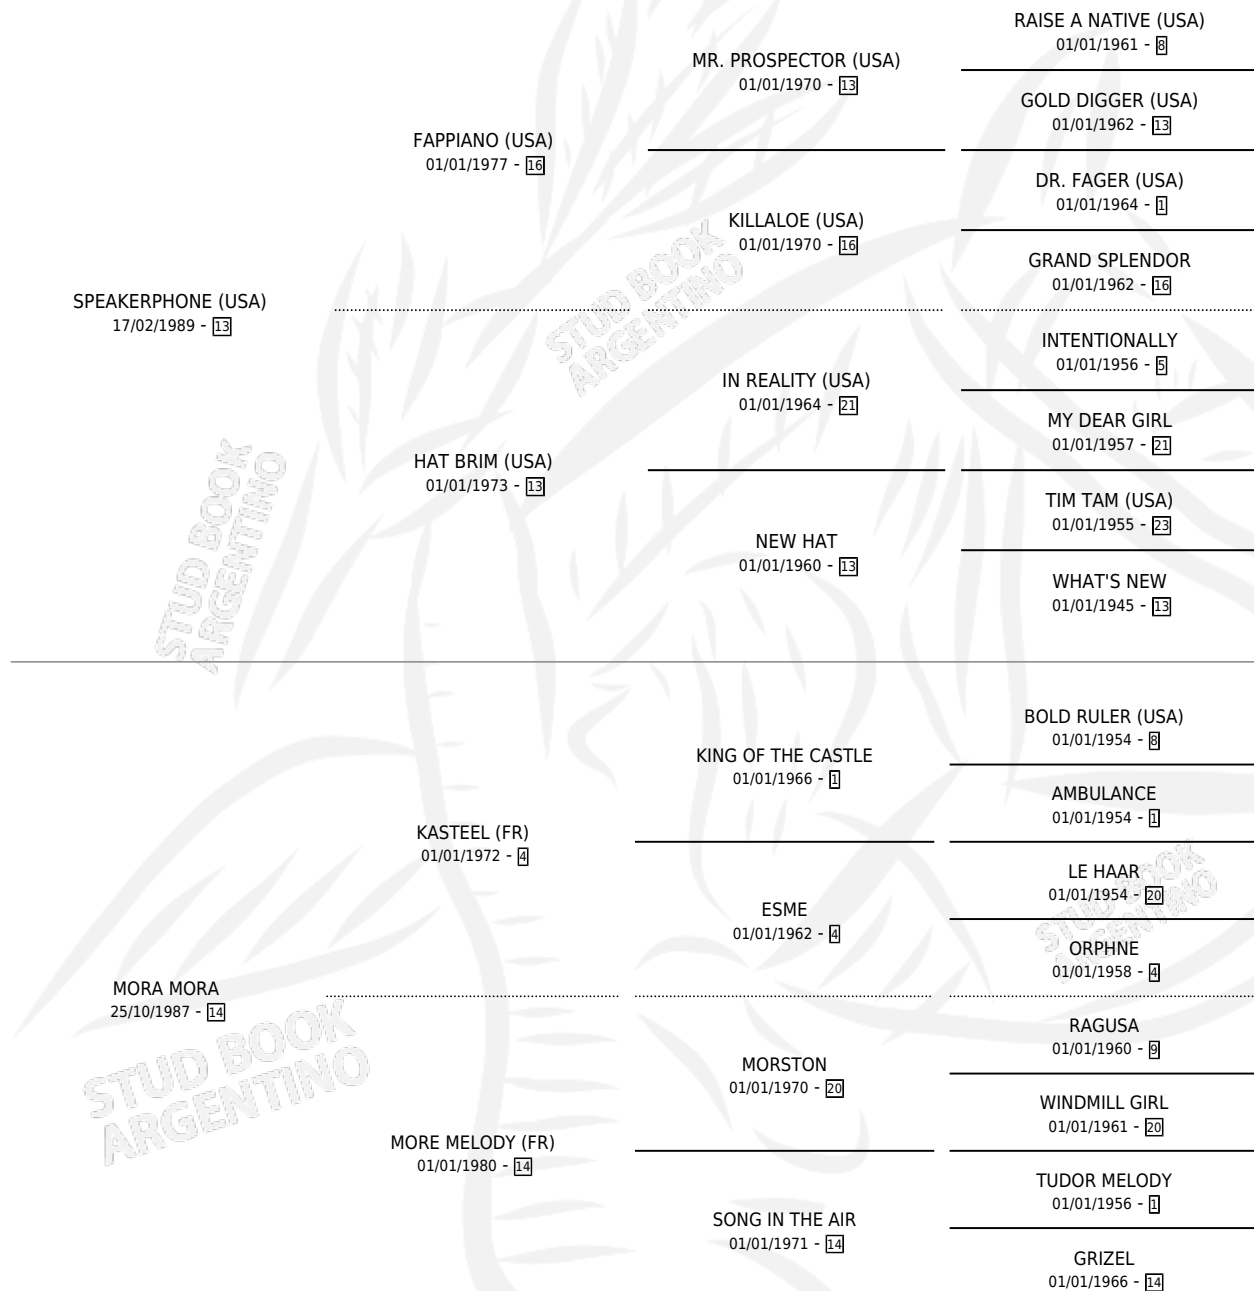 RAISE A NATIVE (USA)
01/01/1961 - 8
MR. PROSPECTOR (USA)
01/01/1970 - 13
GOLD DIGGER (USA)
01/01/1962 - 13
FAPPIANO (USA)
01/01/1977 - 16
DR. FAGER (USA)
01/01/1964 - 1
KILLALOE (USA)
01/01/1970 - 16
GRAND SPLENDOR
01/01/1962 - 16
SPEAKERPHONE (USA)
17/02/1989 - 13
INTENTIONALLY
01/01/1956 - 5
IN REALITY (USA)
01/01/1964 - 21
MY DEAR GIRL
01/01/1957 - 21
HAT BRIM (USA)
01/01/1973 - 13
TIM TAM (USA)
01/01/1955 - 23
NEW HAT
01/01/1960 - 13
WHAT'S NEW
01/01/1945 - 13
BOLD RULER (USA)
01/01/1954 - 8
KING OF THE CASTLE
01/01/1966 - 1
AMBULANCE
01/01/1954 - 1
KASTEEL (FR)
01/01/1972 - 4
LE HAAR
01/01/1954 - 20
ESME
01/01/1962 - 4
ORPHNE
01/01/1958 - 4
MORA MORA
25/10/1987 - 14
RAGUSA
01/01/1960 - 9
MORSTON
01/01/1970 - 20
WINDMILL GIRL
01/01/1961 - 20
MORE MELODY (FR)
01/01/1980 - 14
TUDOR MELODY
01/01/1956 - 1
SONG IN THE AIR
01/01/1971 - 14
GRIZEL
01/01/1966 - 14
STUD BOOK
ARGENTINO
STUD BOOK
ARGENTINO
STUD BOOK
ARGENTINO
STUD BOOK
ARGENTINO